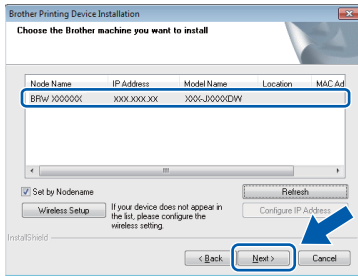 Brother Printing Device Installation
Choose the Brother machine you want to install
Node Name IP Address Model Name Location MAC Ad
BRW XXXXXX XXX.XXX.XX XXX-JXXXXDW
Set by Nodename
Refresh
Wireless Setup
If your device does not appear in
the list, please configure the
wireless setting.
Configure IP Address
InstallShield
< Back Next > Cancel